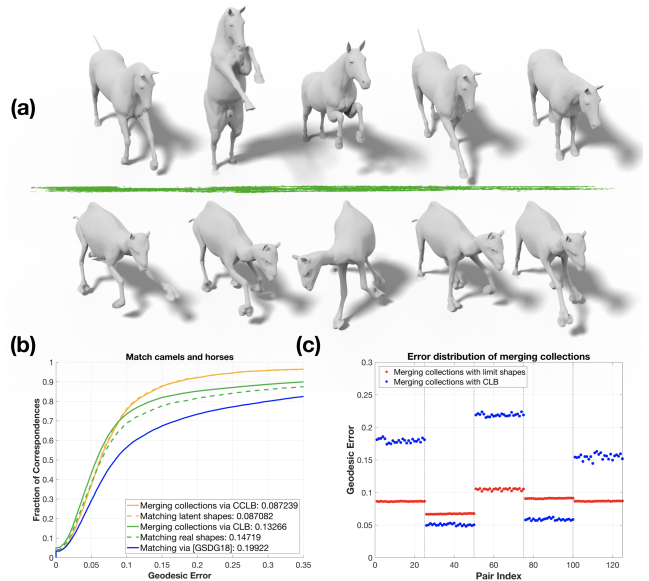 (a)
(b)
Match camels and horses
Fraction of Correspondences
1
0.9
0.8
0.7
0.6
0.5
0.4
0.3
0.2
0.1
0
0 0.05 0.1 0.15 0.2 0.25 0.3 0.35
Geodesic Error
Merging collections via CCLB: 0.087239
Matching latent shapes: 0.087082
Merging collections via CLB: 0.13266
Matching real shapes: 0.14719
Matching via [GSDG18]: 0.19922
(c)
Error distribution of merging collections
Merging collections with limit shapes
Merging collections with CLB
Geodesic Error
0.3
0.25
0.2
0.15
0.1
0.05
0
0 20 40 60 80 100 120
Pair Index